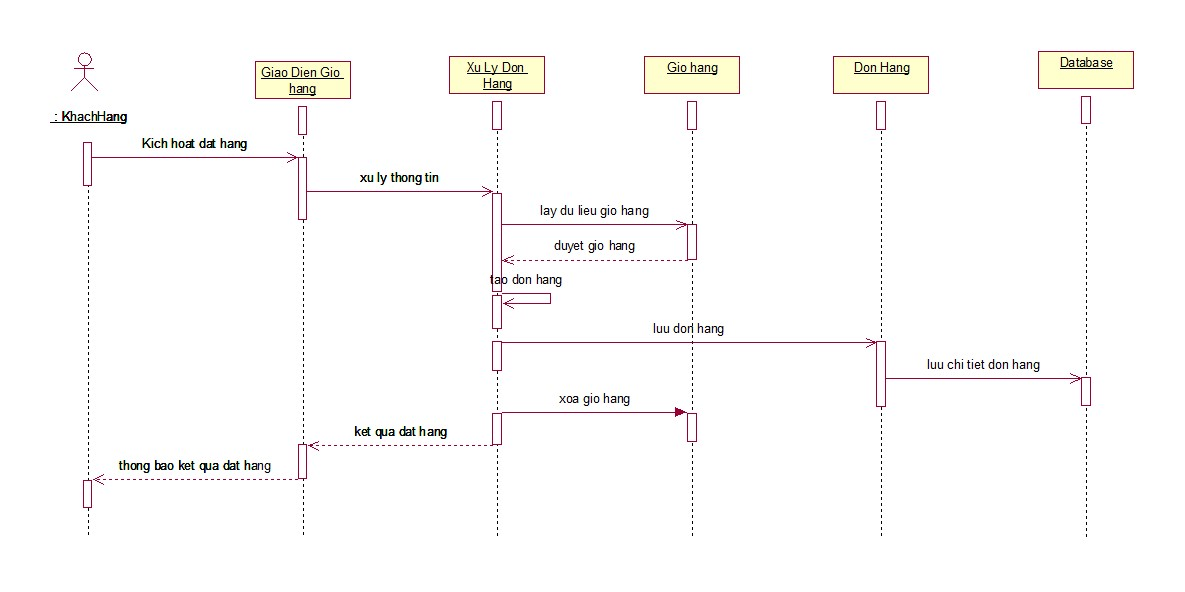 Giao Dien Gio
hang
Xu Ly Don
Hang
Gio hang
Don Hang
Database
: KhachHang
Kich hoat dat hang
xu ly thong tin
lay du lieu gio hang
duyet gio hang
tao don hang
luu don hang
luu chi tiet don hang
xoa gio hang
ket qua dat hang
thong bao ket qua dat hang